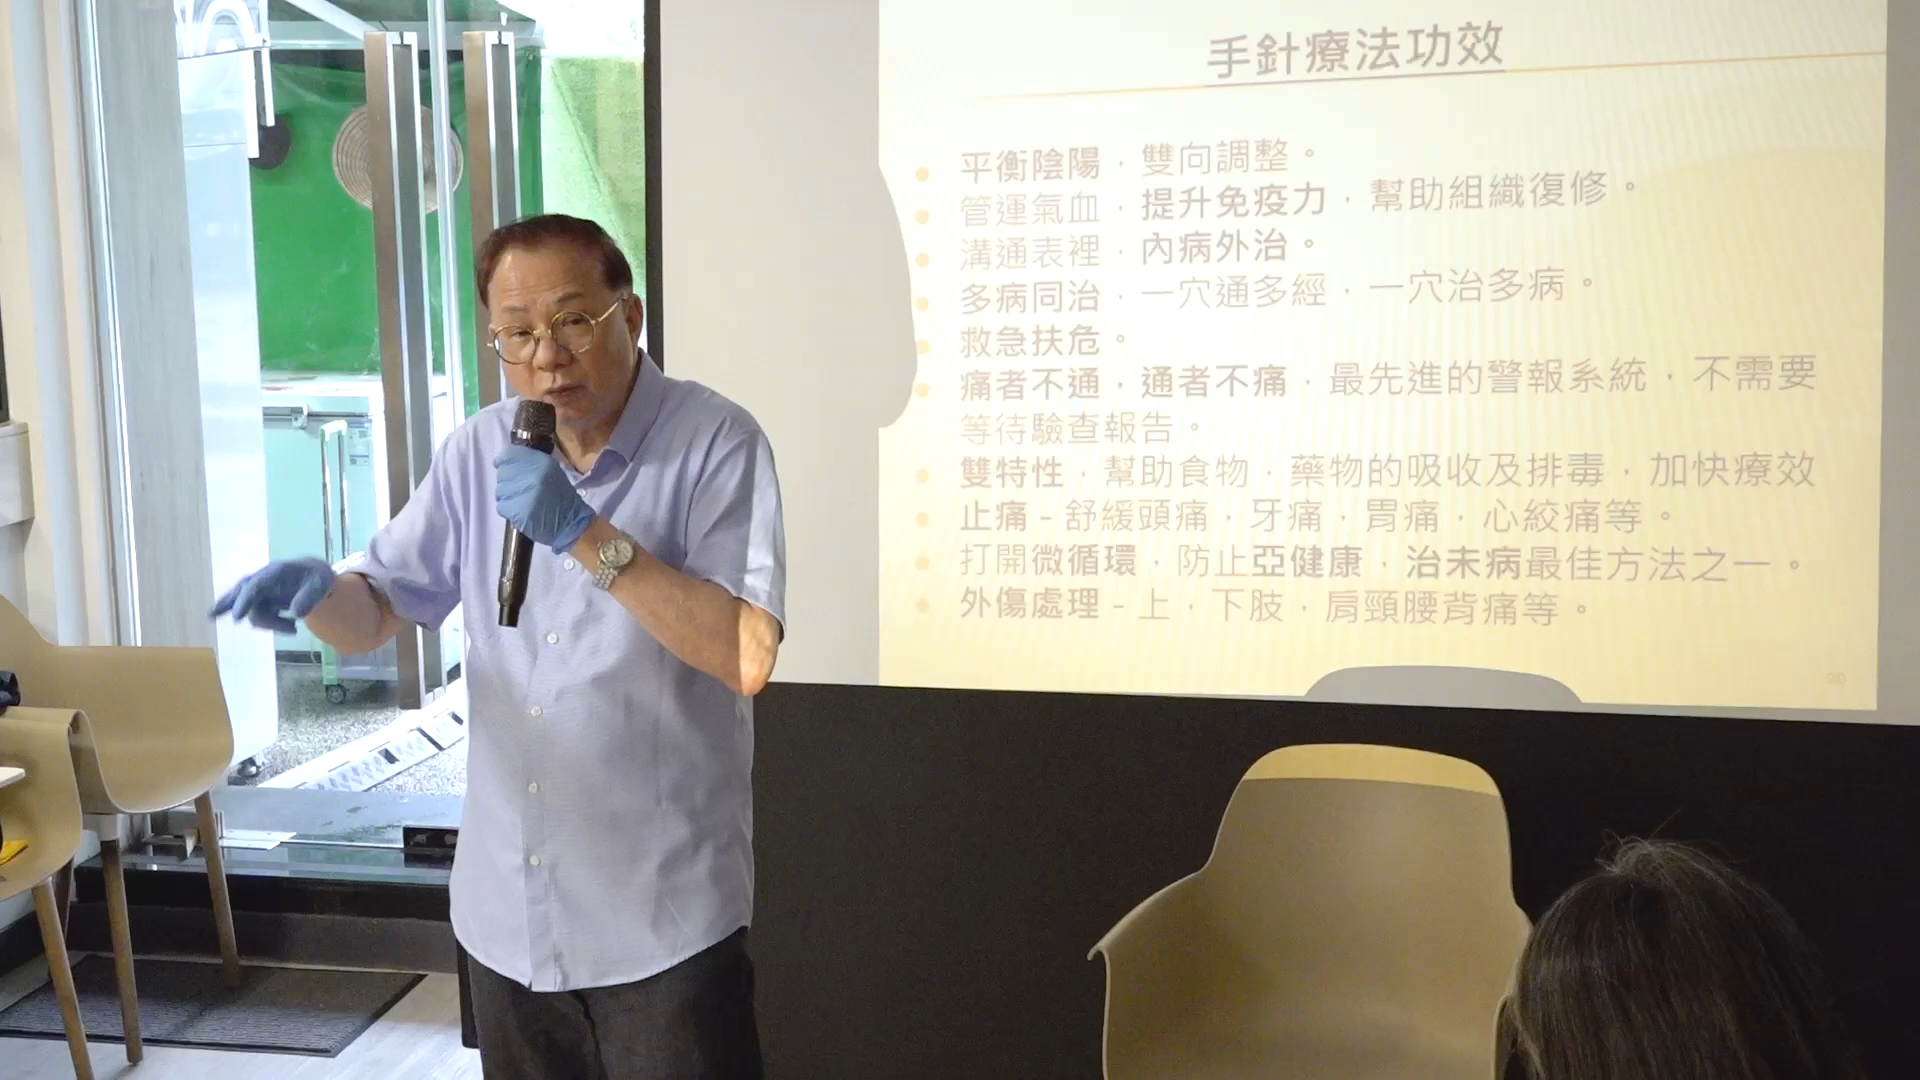 手針療法功效
平衡陰陽，雙向調整。
管運氣血，提升免疫力，幫助組織復修。
溝通表裡，內病外治。
多病同治，一穴通多經，一穴治多病。
救急扶危。
痛者不通，通者不痛，最先進的警報系統，不需要
等待驗查報告。
雙特性，幫助食物，藥物的吸收及排毒，加快療效
止痛 – 舒緩頭痛，牙痛，胃痛，心絞痛等。
打開微循環，防止亞健康，治未病最佳方法之一。
外傷處理 – 上，下肢，肩頸腰背痛等。
20